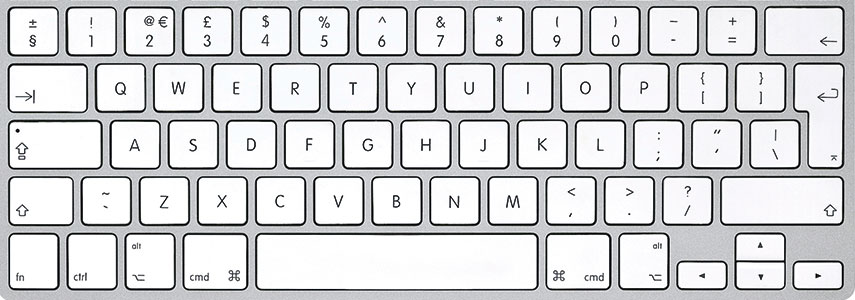 ± ! @ € £ $ % ^ & * ( ) _ +
§ 1 2 3 4 5 6 7 8 9 0 - =
Q W E R T Y U I O P { }
[ ]
A S D F G H J K L : “ |
; ‘ \
~ Z X C V B N M < > ?
` , . /
alt alt
fn ctrl cmd ⌘ ⌘ cmd